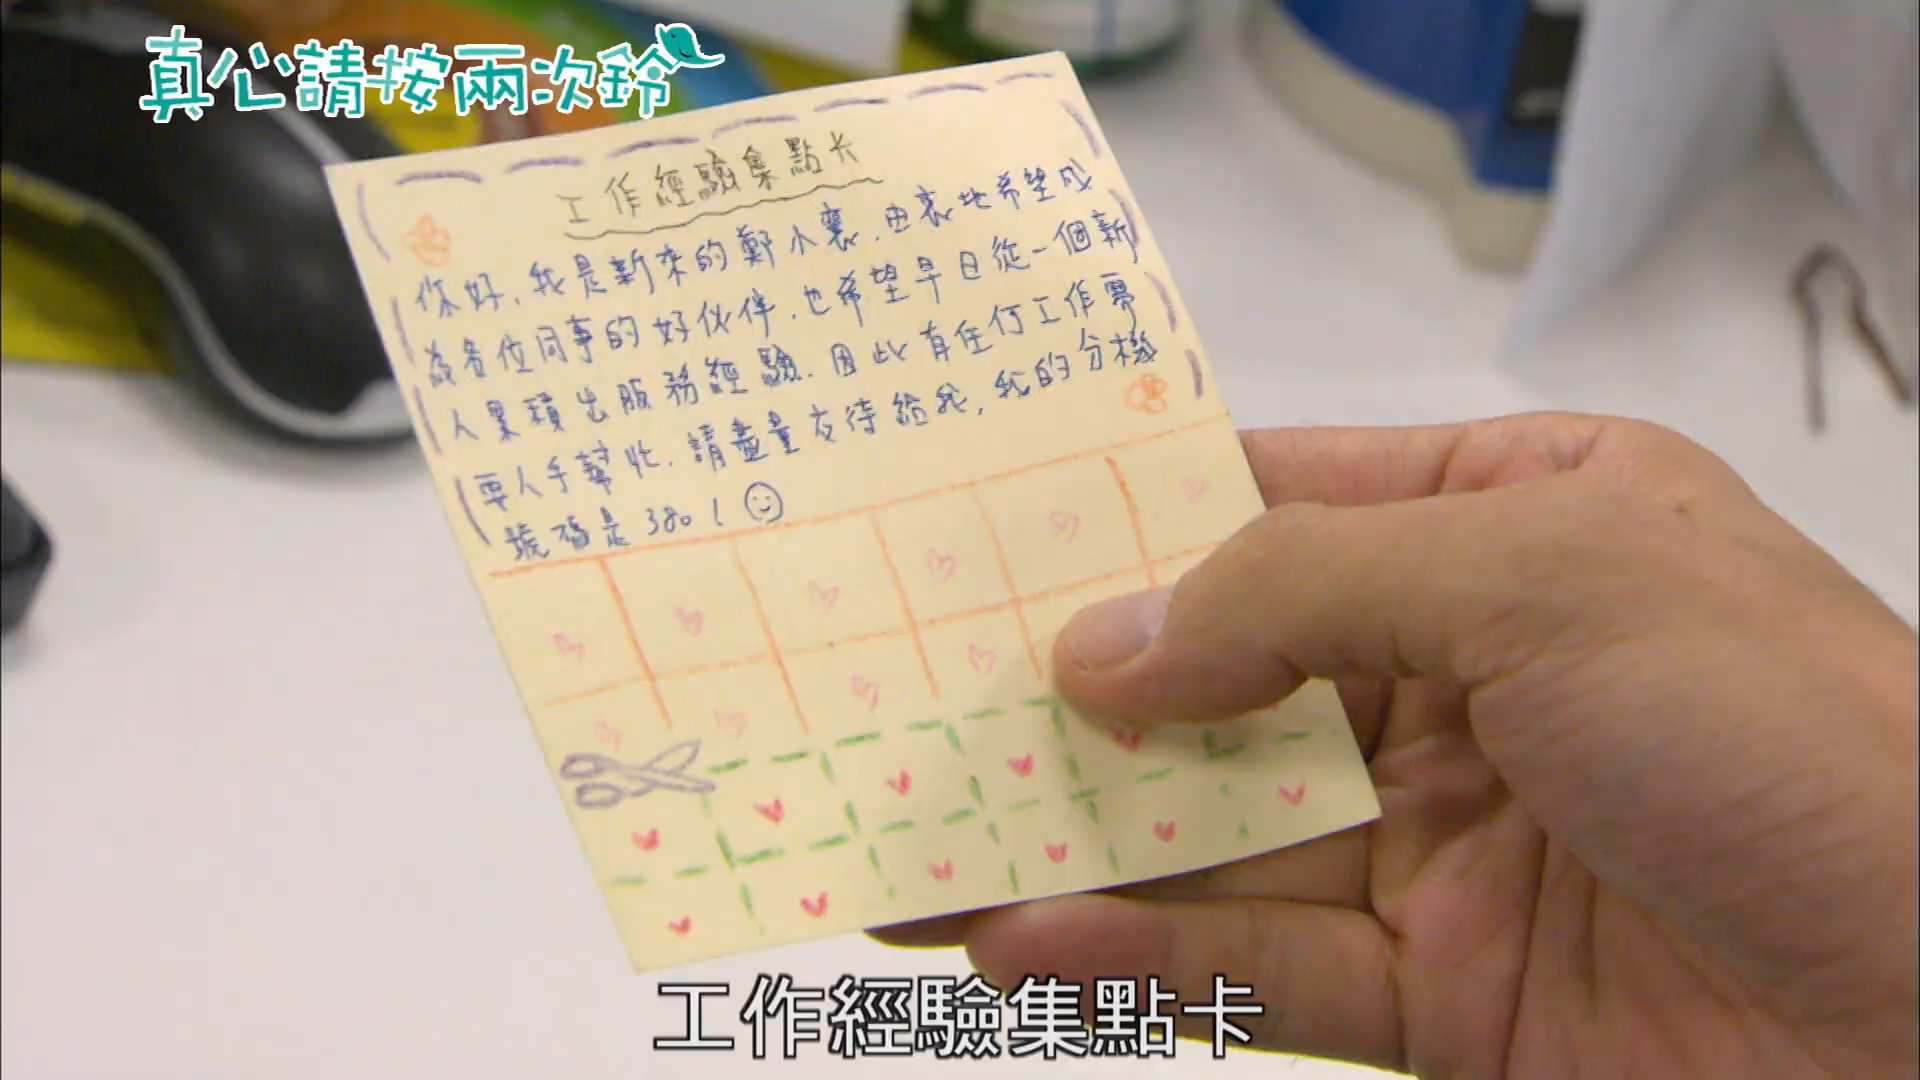 真心請按兩次鈴
工作經驗集點卡
你好,我是新來的鄭小襄,由衷地希望成
為各位同事的好伙伴,也希望早日從一個新
人累積出服務經驗,因此有任何工作需
要人手幫忙,請盡量交待給我,我的分機
號碼是380!
工作經驗集點卡